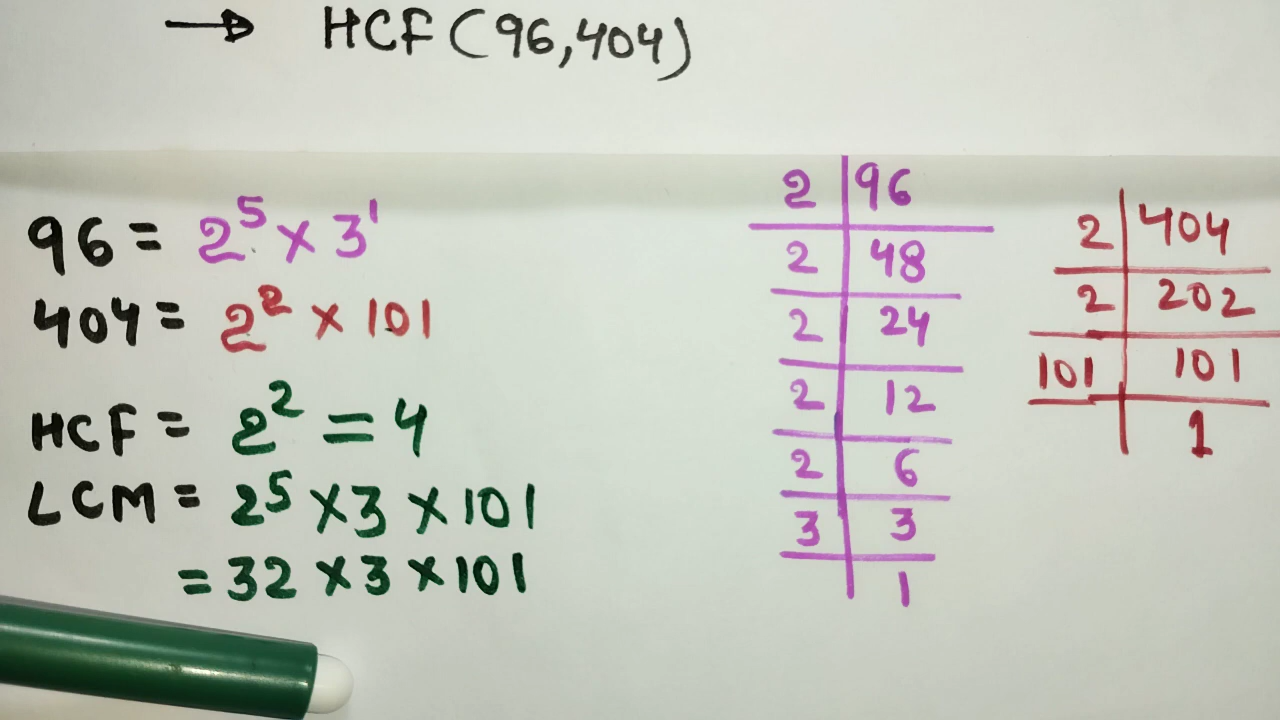 → HCF (96,404)
96 = 2⁵ × 3¹
404 = 2² × 101
HCF = 2² = 4
LCM = 2⁵ × 3 × 101
= 32 × 3 × 101
2 | 96
2 | 48
2 | 24
2 | 12
2 | 6
3 | 3
| 1
2 | 404
2 | 202
101 | 101
| 1